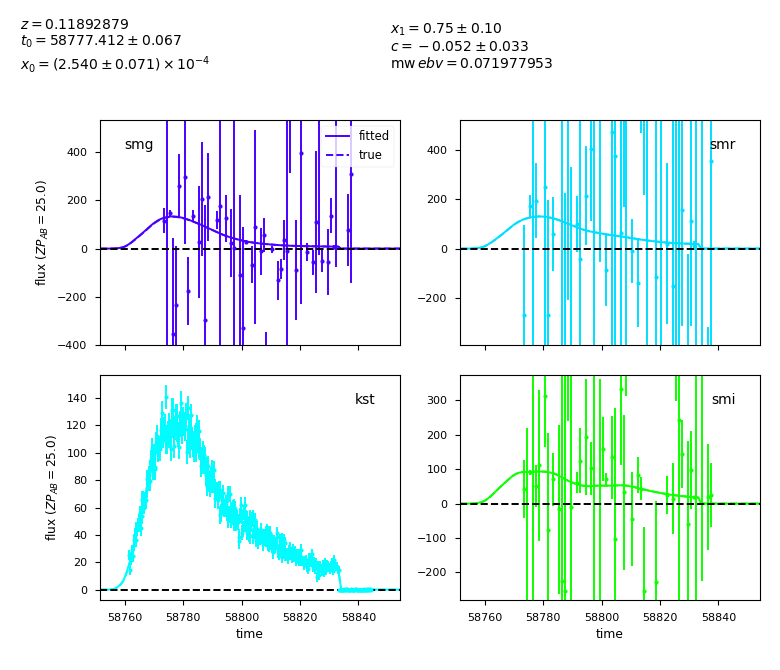 z = 0.11892879
t₀ = 58777.412 ± 0.067
x₀ = (2.540 ± 0.071) × 10⁻⁴
x₁ = 0.75 ± 0.10
c = −0.052 ± 0.033
mw ebv = 0.071977953
smg
fitted
true
400
200
0
−200
−400
flux (ZP_AB = 25.0)
smr
400
200
0
−200
kst
140
120
100
80
60
40
20
0
flux (ZP_AB = 25.0)
58760 58780 58800 58820 58840
time
smi
300
200
100
0
−100
−200
58760 58780 58800 58820 58840
time